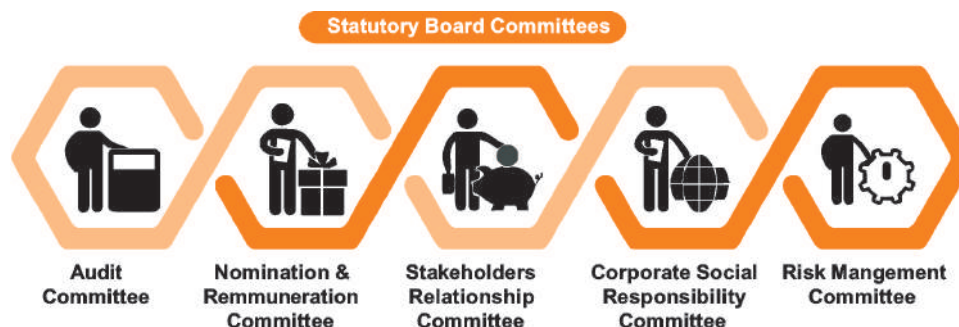 Statutory Board Committees
Audit
Committee
Nomination &
Remmuneration
Committee
Stakeholders
Relationship
Committee
Corporate Social
Responsibility
Committee
Risk Mangement
Committee